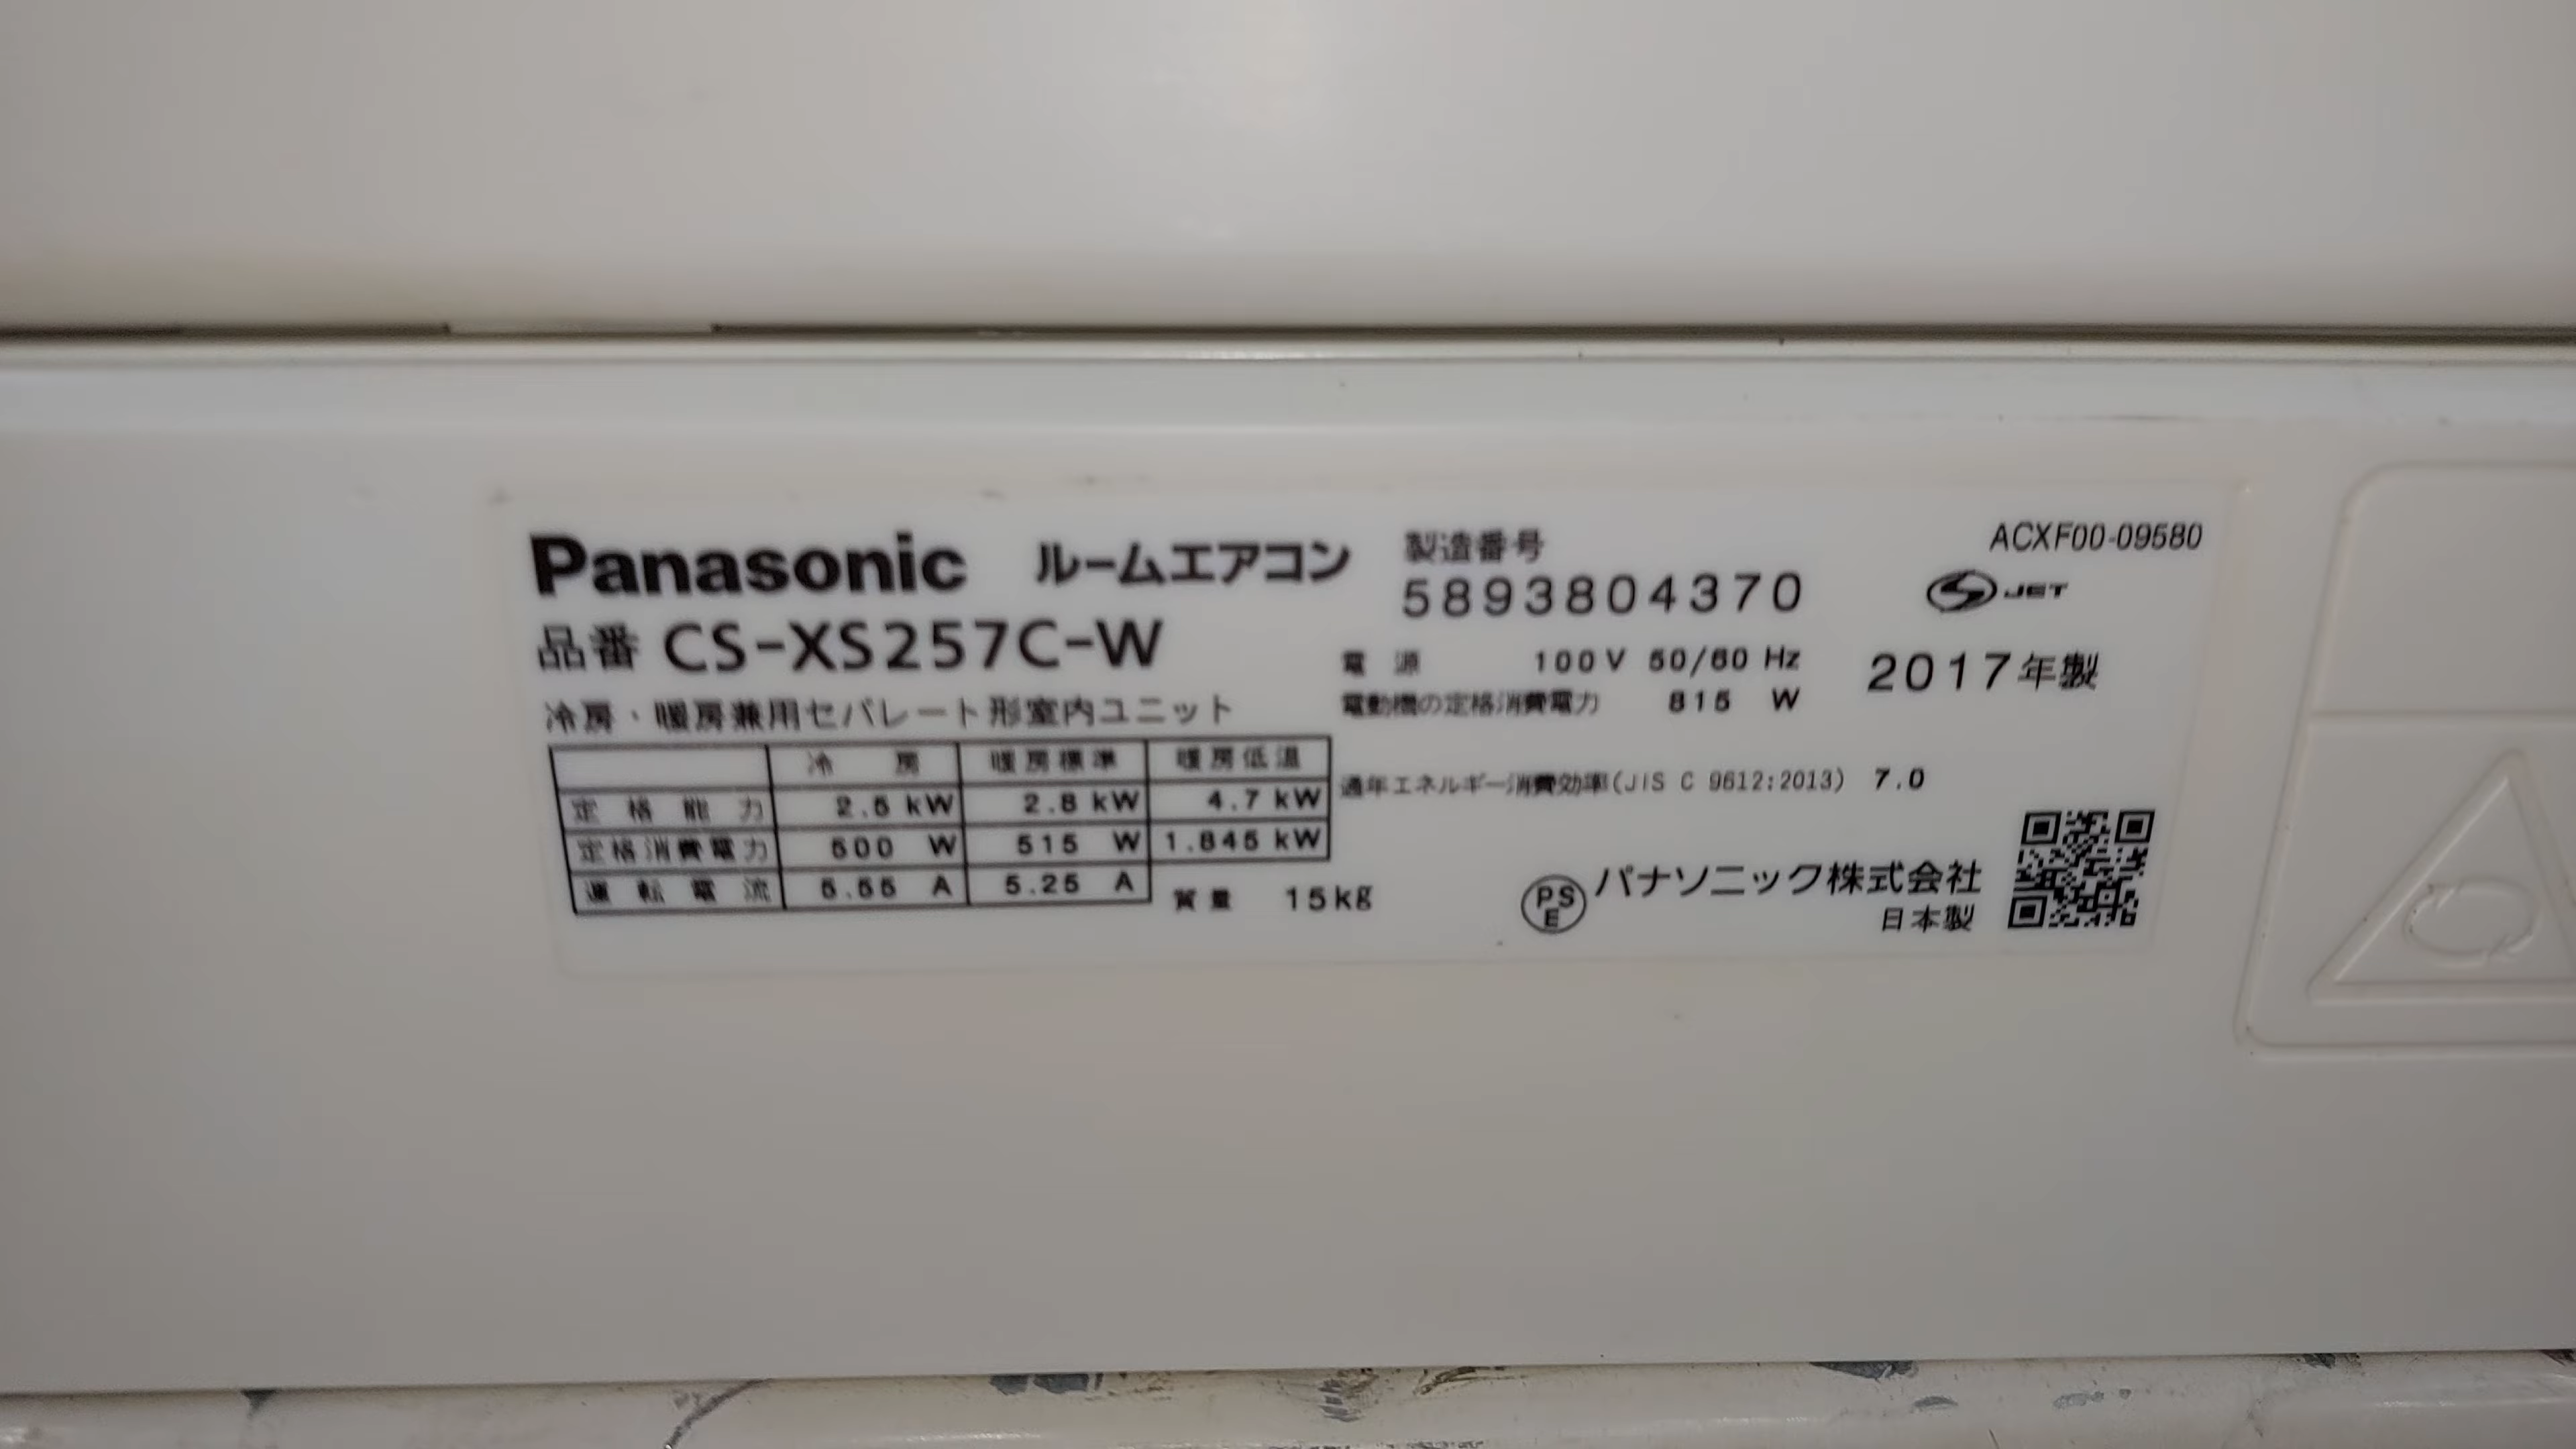 Panasonic ルームエアコン
品番 CS-XS257C-W
冷房・暖房兼用セパレート形室内ユニット
冷房 暖房標準 暖房低温
定格能力 2.5 kW 2.8 kW 4.7 kW
定格消費電力 500 W 515 W 1.845 kW
運転電流 5.55 A 5.25 A
質量 15kg
製造番号
5893804370
ACXF00-09580
JET
電源 100V 50/60 Hz
2017年製
電動機の定格消費電力 815 W
通年エネルギー消費効率(JIS C 9612:2013) 7.0
PSE
パナソニック株式会社
日本製